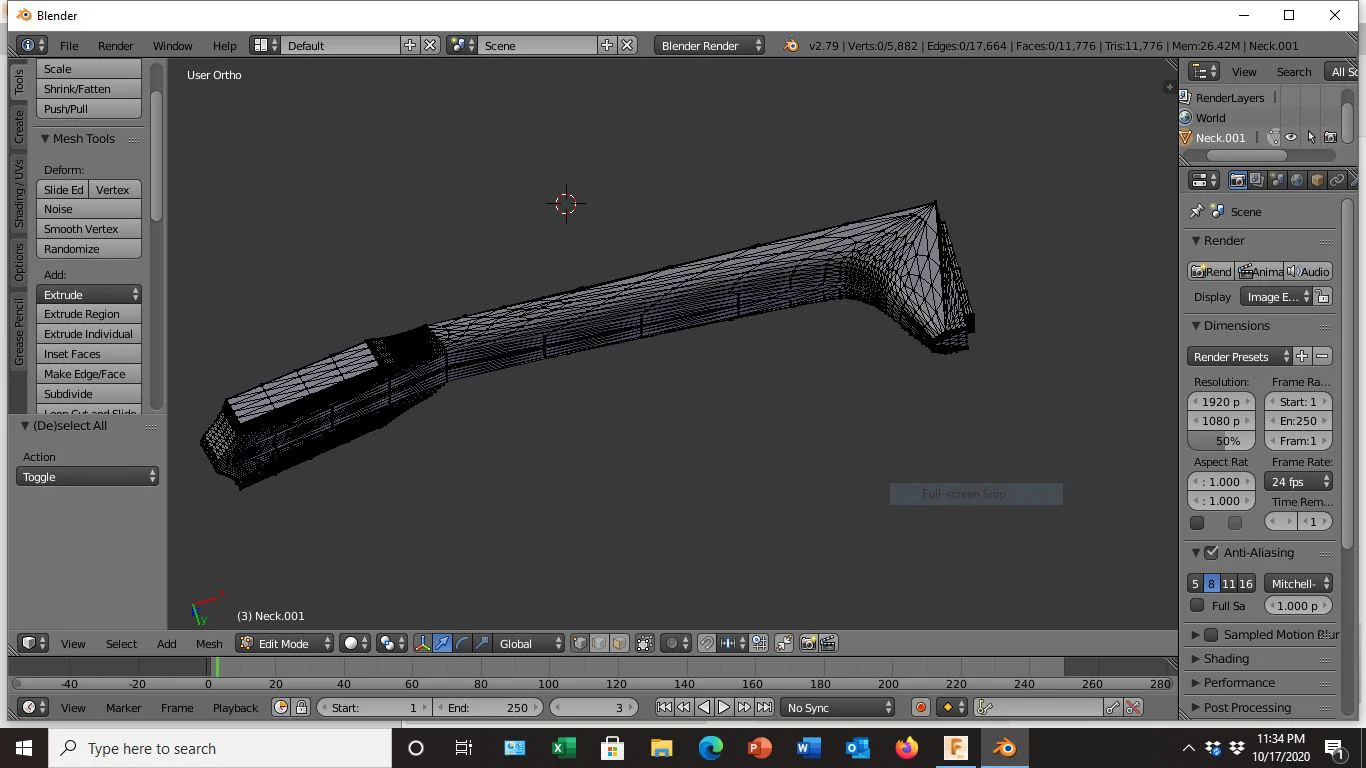 Blender
File Render Window Help Default Scene Blender Render v2.79 | Verts:0/5,882 | Edges:0/17,664 | Faces:0/11,776 | Tris:11,776 | Mem:26.42M | Neck.001
Tools
Create
Shading / UVs
Options
Grease Pencil
Scale
Shrink/Fatten
Push/Pull
Mesh Tools
Deform:
Slide Ed Vertex
Noise
Smooth Vertex
Randomize
Add:
Extrude
Extrude Region
Extrude Individual
Inset Faces
Make Edge/Face
Subdivide
Loop Cut and Slide
(De)select All
Action
Toggle
User Ortho
Full-screen Snip
x
y
(3) Neck.001
View Select Add Mesh Edit Mode Global
View Search All Sc
RenderLayers
World
Neck.001
Scene
Render
Rend Anima Audio
Display Image E...
Dimensions
Render Presets
Resolution: Frame Ra...
1920 p Start: 1
1080 p En:250
50% Fram:1
Aspect Rat Frame Rate:
: 1.000 24 fps
: 1.000 Time Rem...
1
Anti-Aliasing
5 8 11 16 Mitchell-
Full Sa 1.000 p
Sampled Motion Blur
Shading
Performance
Post Processing
-40 -20 0 20 40 60 80 100 120 140 160 180 200 220 240 260 280
View Marker Frame Playback Start: 1 End: 250 3 No Sync
Type here to search
11:34 PM
10/17/2020
1